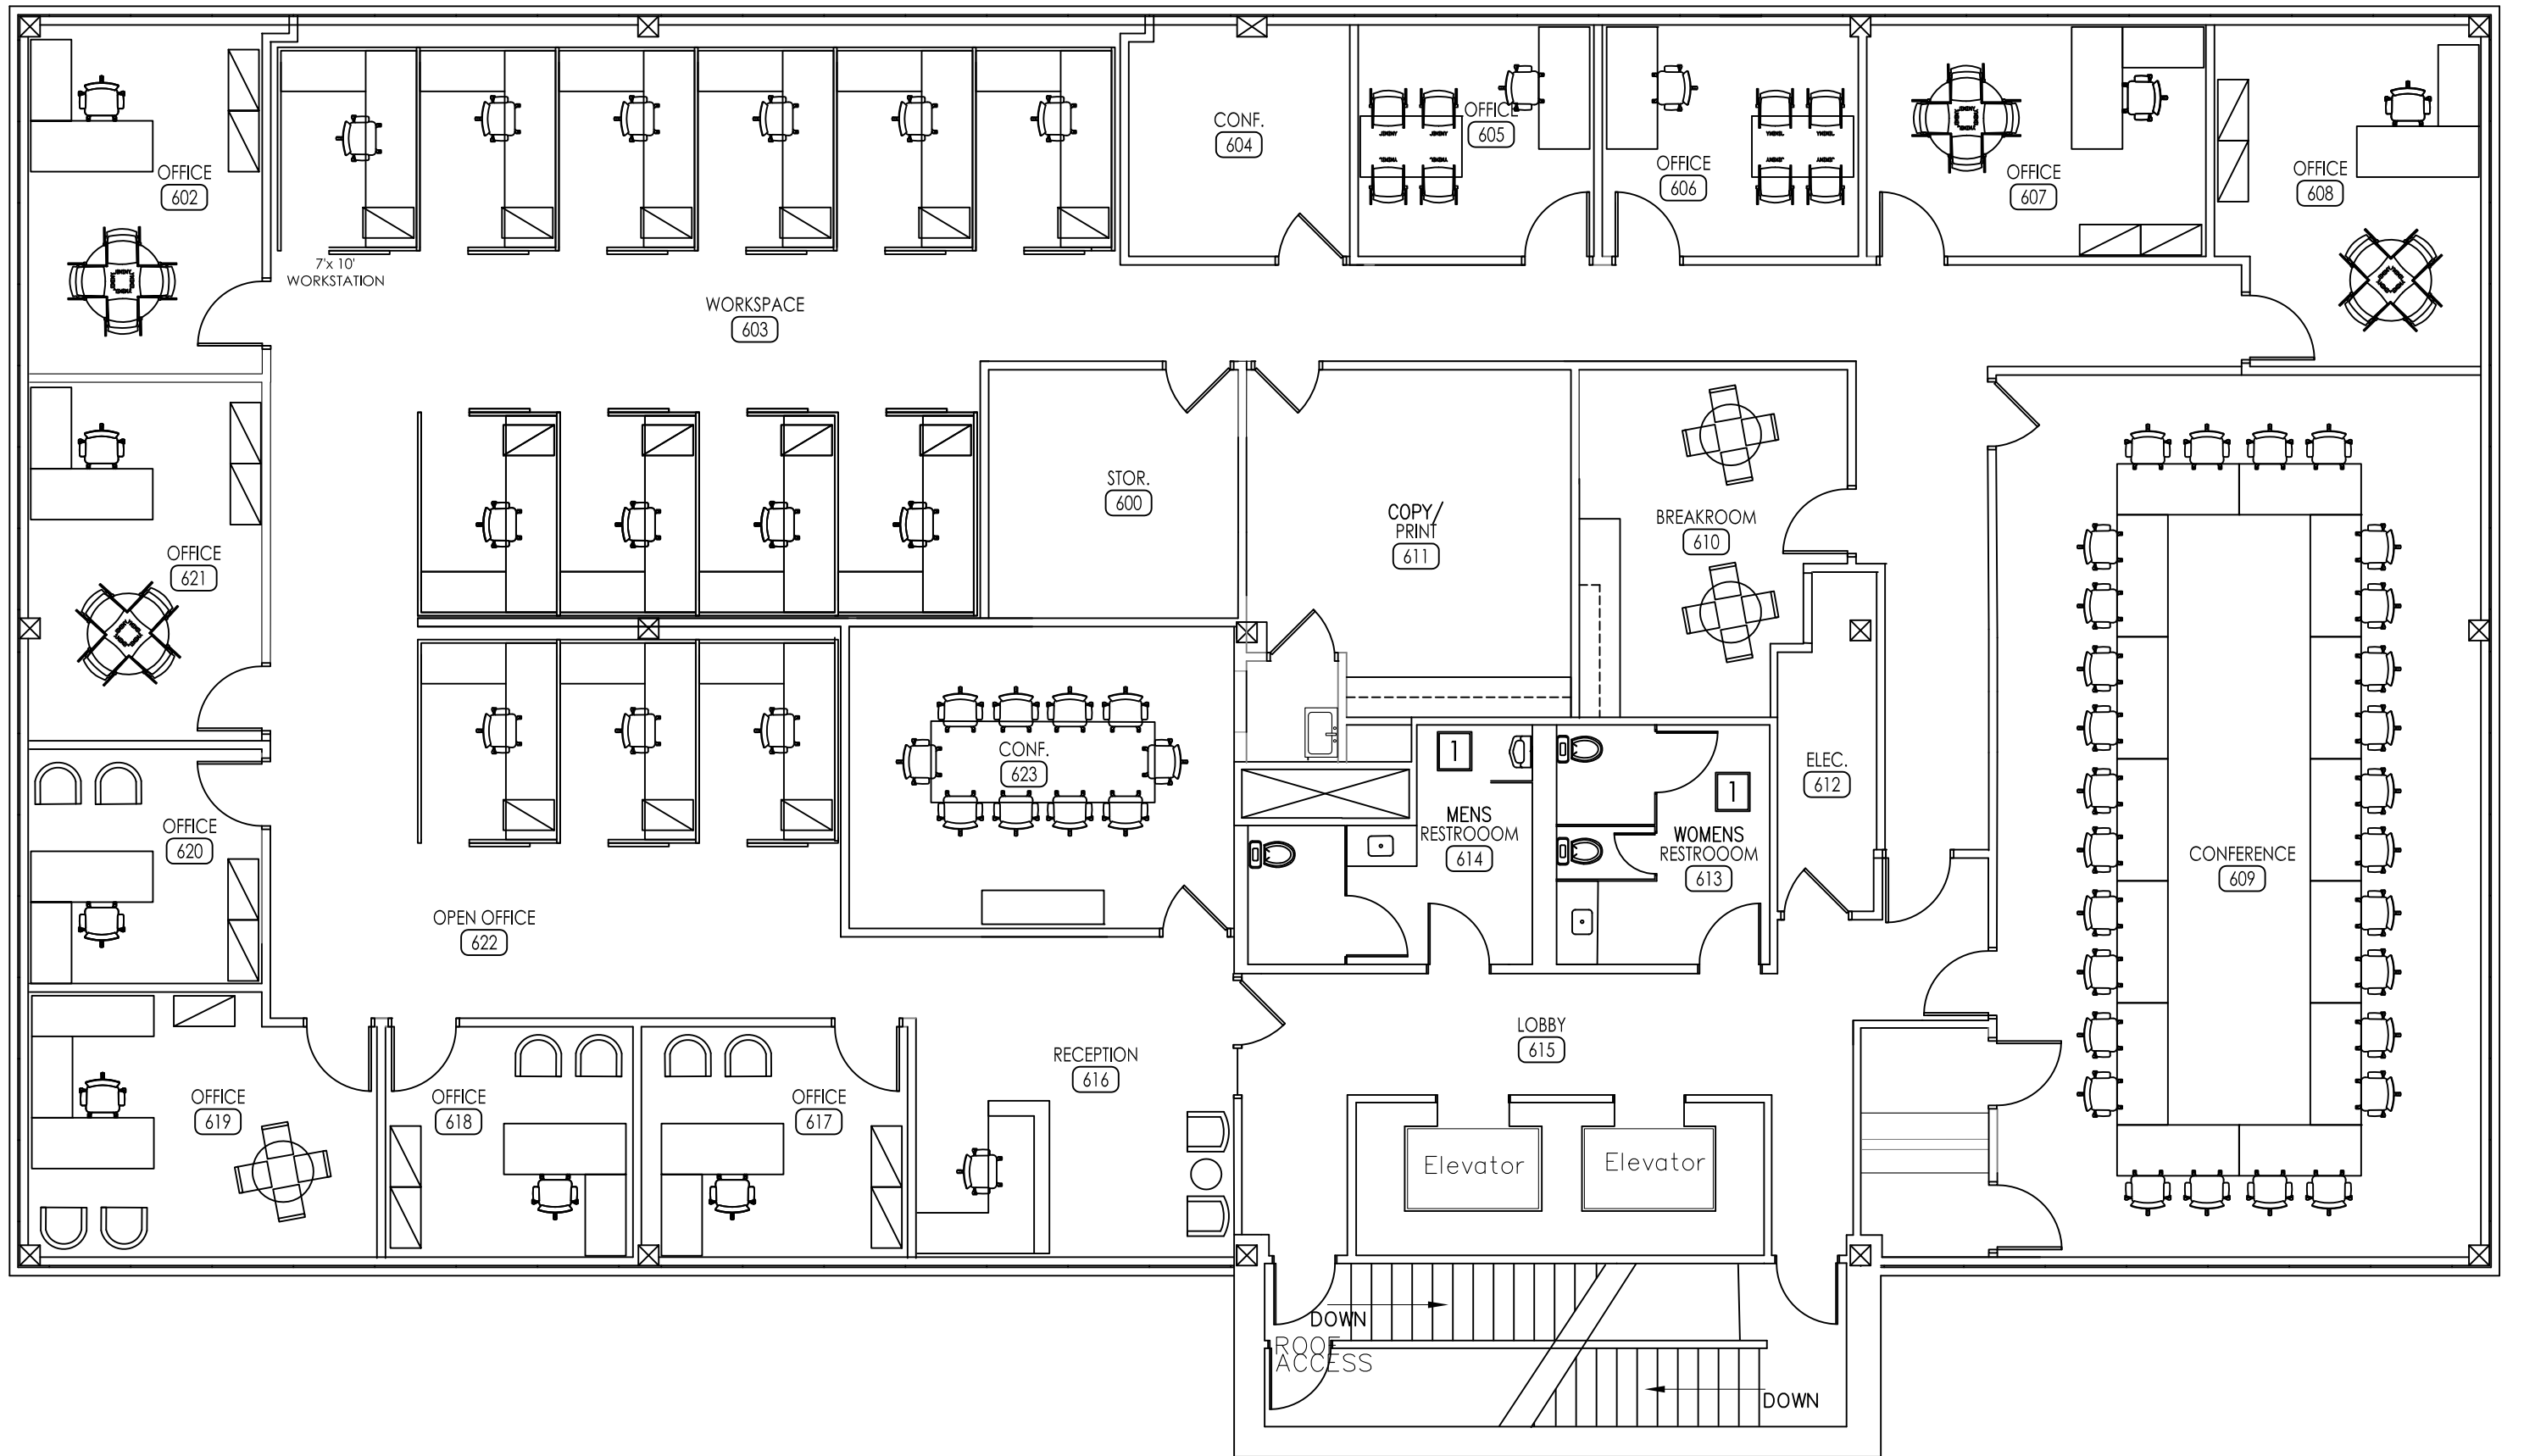 OFFICE
602
7'x 10'
WORKSTATION
WORKSPACE
603
CONF.
604
OFFICE
605
OFFICE
606
OFFICE
607
OFFICE
608
OFFICE
621
STOR.
600
COPY/
PRINT
611
BREAKROOM
610
CONFERENCE
609
OFFICE
620
CONF.
623
1
MENS
RESTROOOM
614
1
WOMENS
RESTROOOM
613
ELEC.
612
OPEN OFFICE
622
OFFICE
619
OFFICE
618
OFFICE
617
RECEPTION
616
LOBBY
615
Elevator
Elevator
DOWN
ROOF
ACCESS
DOWN